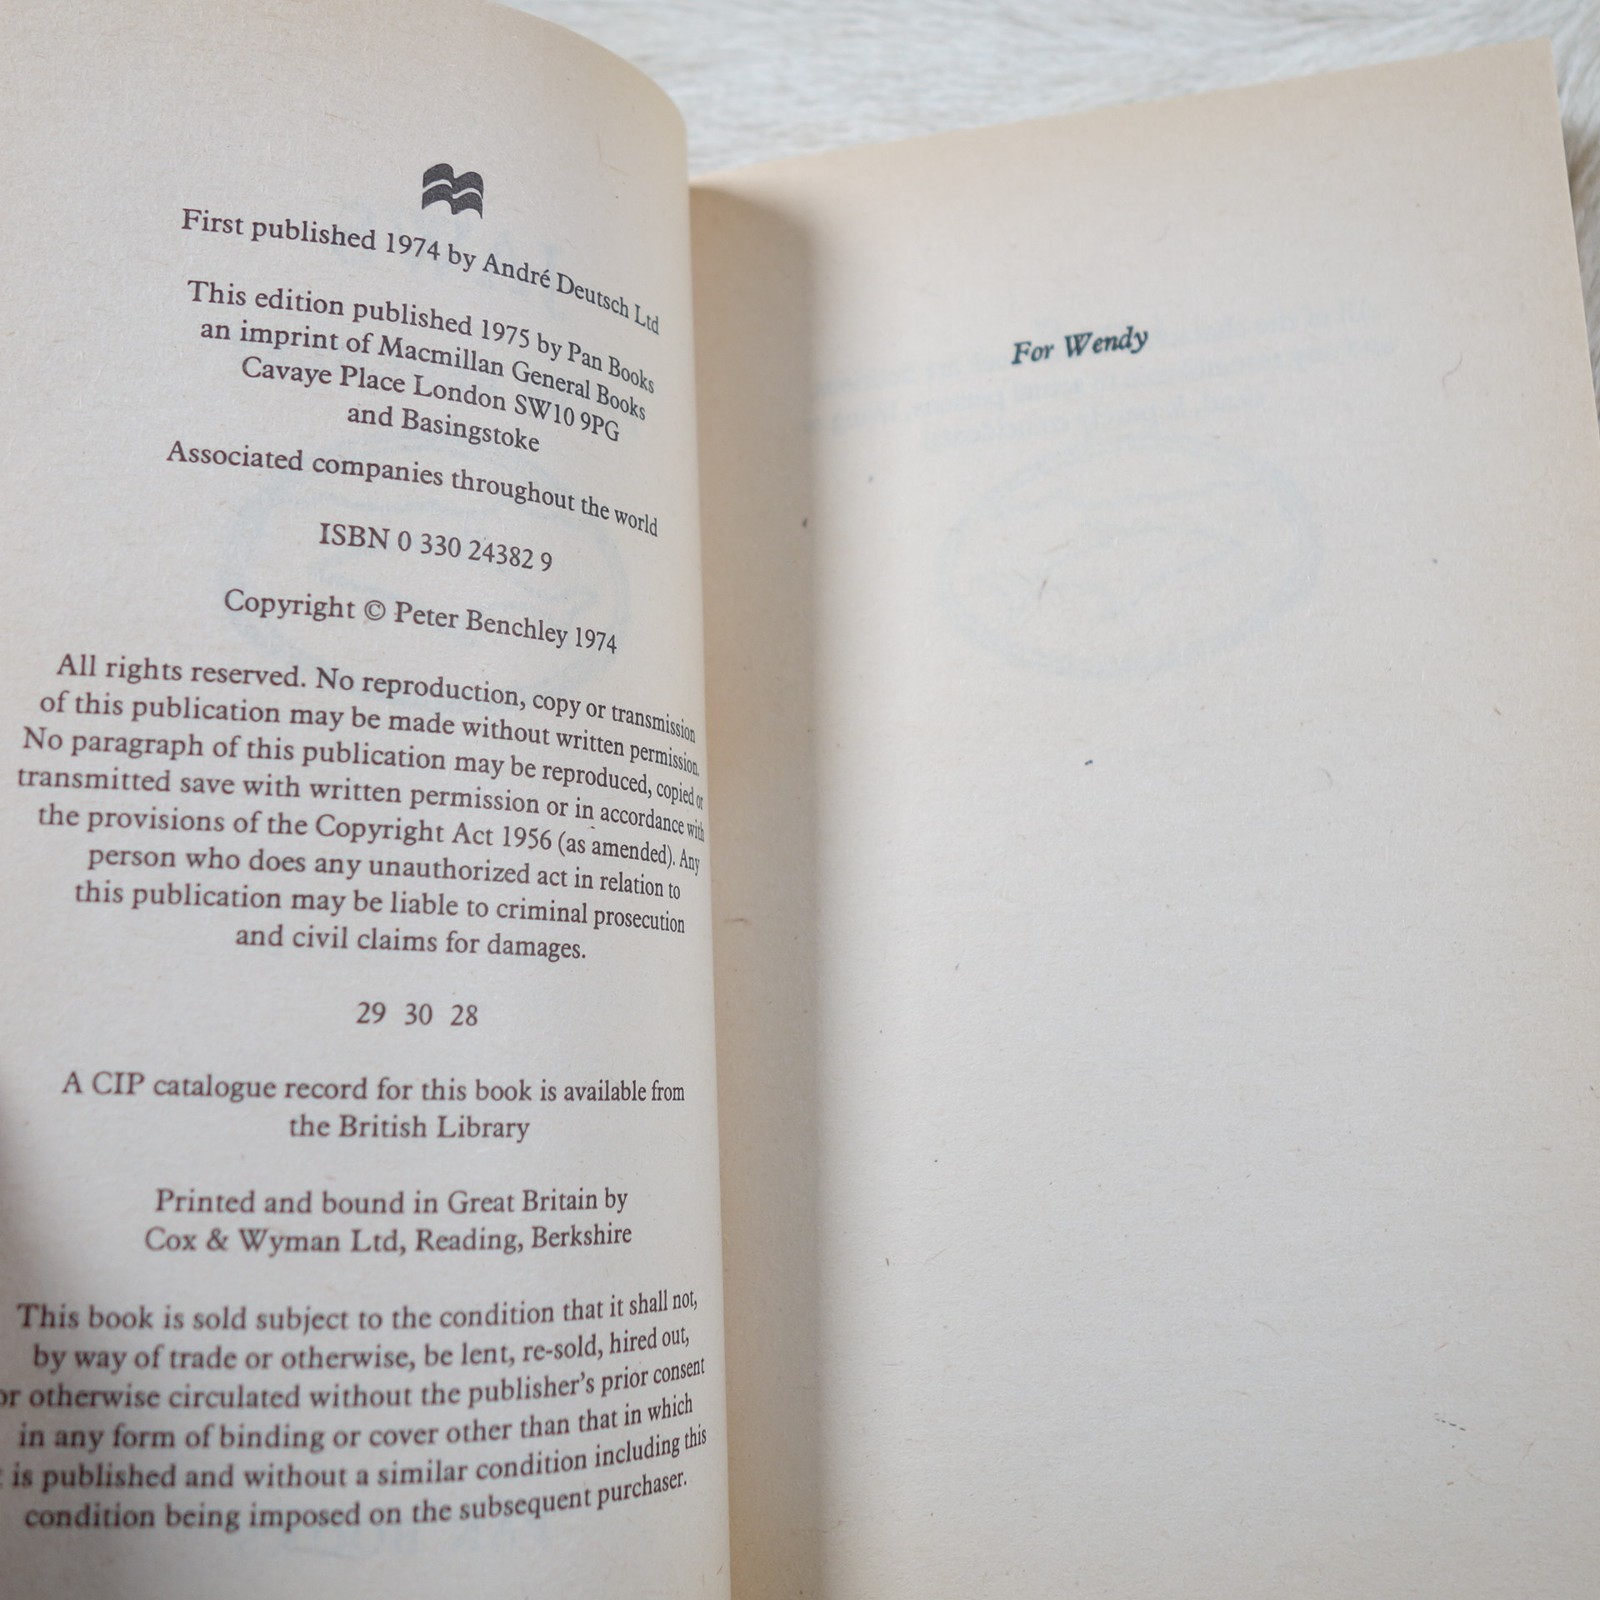 First published 1974 by André Deutsch Ltd
This edition published 1975 by Pan Books
an imprint of Macmillan General Books
Cavaye Place London SW10 9PG
and Basingstoke
Associated companies throughout the world
ISBN 0 330 24382 9
Copyright © Peter Benchley 1974
All rights reserved. No reproduction, copy or transmission
of this publication may be made without written permission.
No paragraph of this publication may be reproduced, copied or
transmitted save with written permission or in accordance with
the provisions of the Copyright Act 1956 (as amended). Any
person who does any unauthorized act in relation to
this publication may be liable to criminal prosecution
and civil claims for damages.
29 30 28
A CIP catalogue record for this book is available from
the British Library
Printed and bound in Great Britain by
Cox & Wyman Ltd, Reading, Berkshire
This book is sold subject to the condition that it shall not,
by way of trade or otherwise, be lent, re-sold, hired out,
or otherwise circulated without the publisher's prior consent
in any form of binding or cover other than that in which
is published and without a similar condition including this
condition being imposed on the subsequent purchaser.
For Wendy